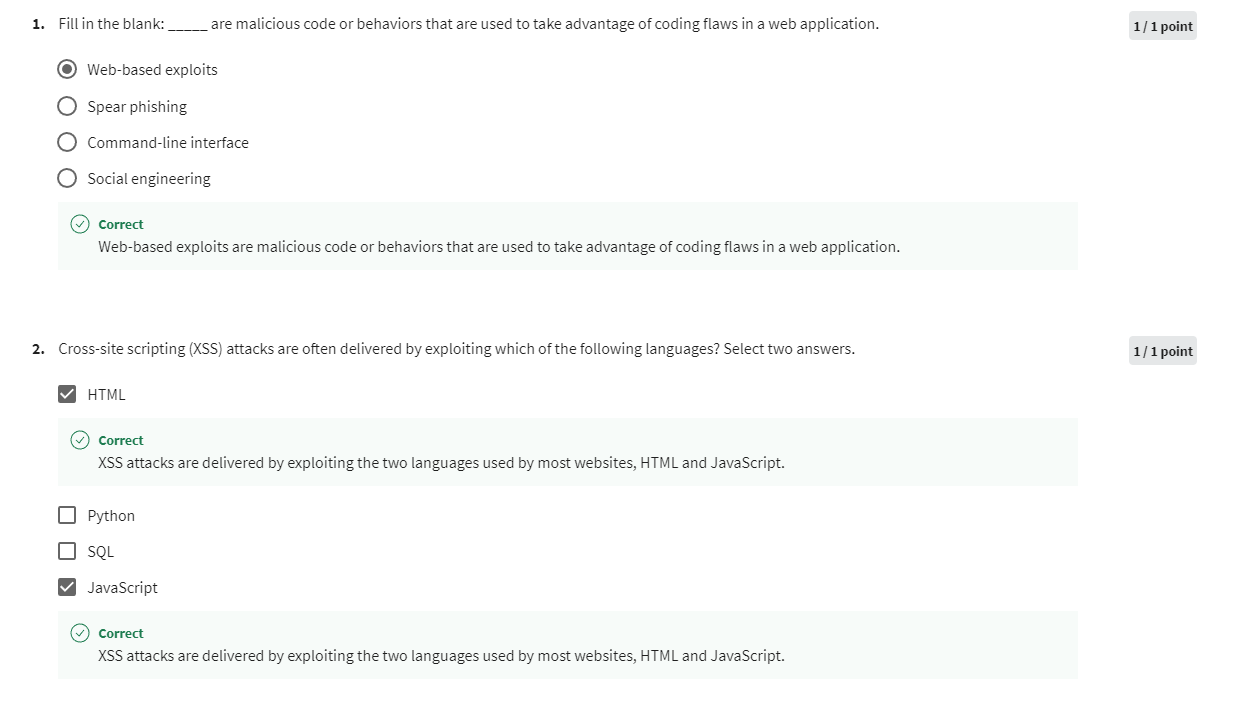 1. Fill in the blank: _____ are malicious code or behaviors that are used to take advantage of coding flaws in a web application.
1 / 1 point
Web-based exploits
Spear phishing
Command-line interface
Social engineering
Correct
Web-based exploits are malicious code or behaviors that are used to take advantage of coding flaws in a web application.
2. Cross-site scripting (XSS) attacks are often delivered by exploiting which of the following languages? Select two answers.
1 / 1 point
HTML
Correct
XSS attacks are delivered by exploiting the two languages used by most websites, HTML and JavaScript.
Python
SQL
JavaScript
Correct
XSS attacks are delivered by exploiting the two languages used by most websites, HTML and JavaScript.